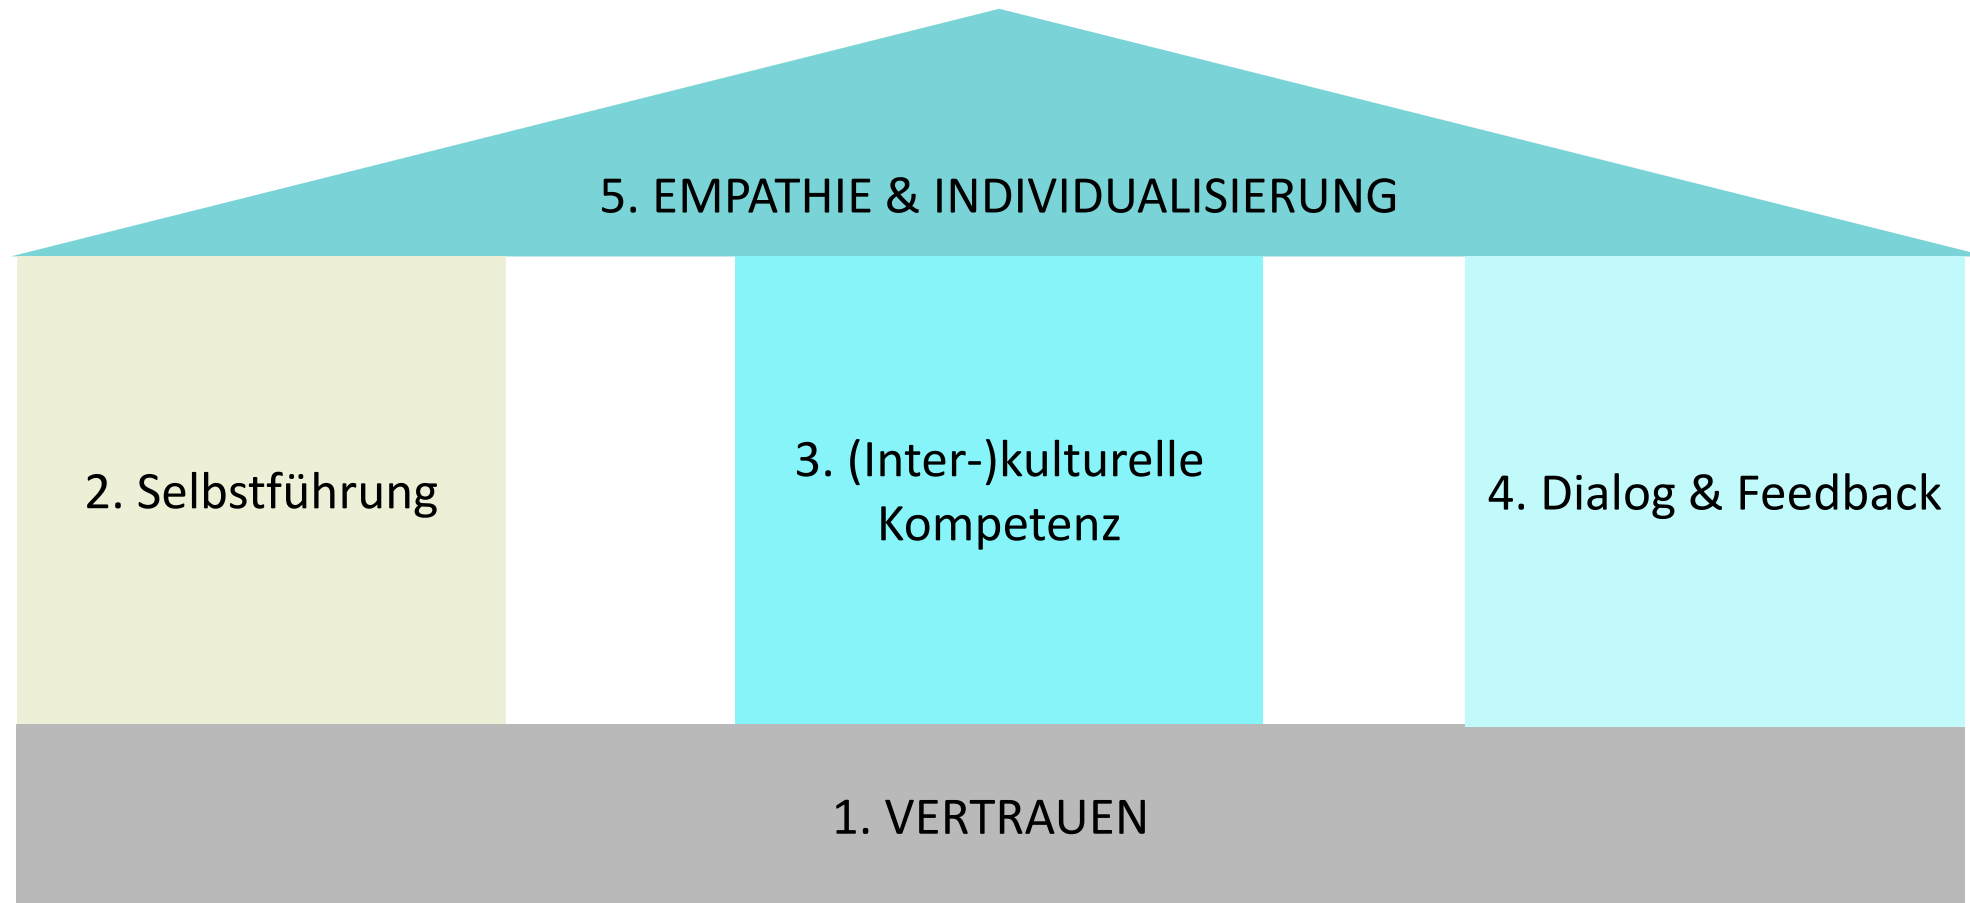 5. EMPATHIE & INDIVIDUALISIERUNG
2. Selbstführung
3. (Inter-)kulturelle
Kompetenz
4. Dialog & Feedback
1. VERTRAUEN